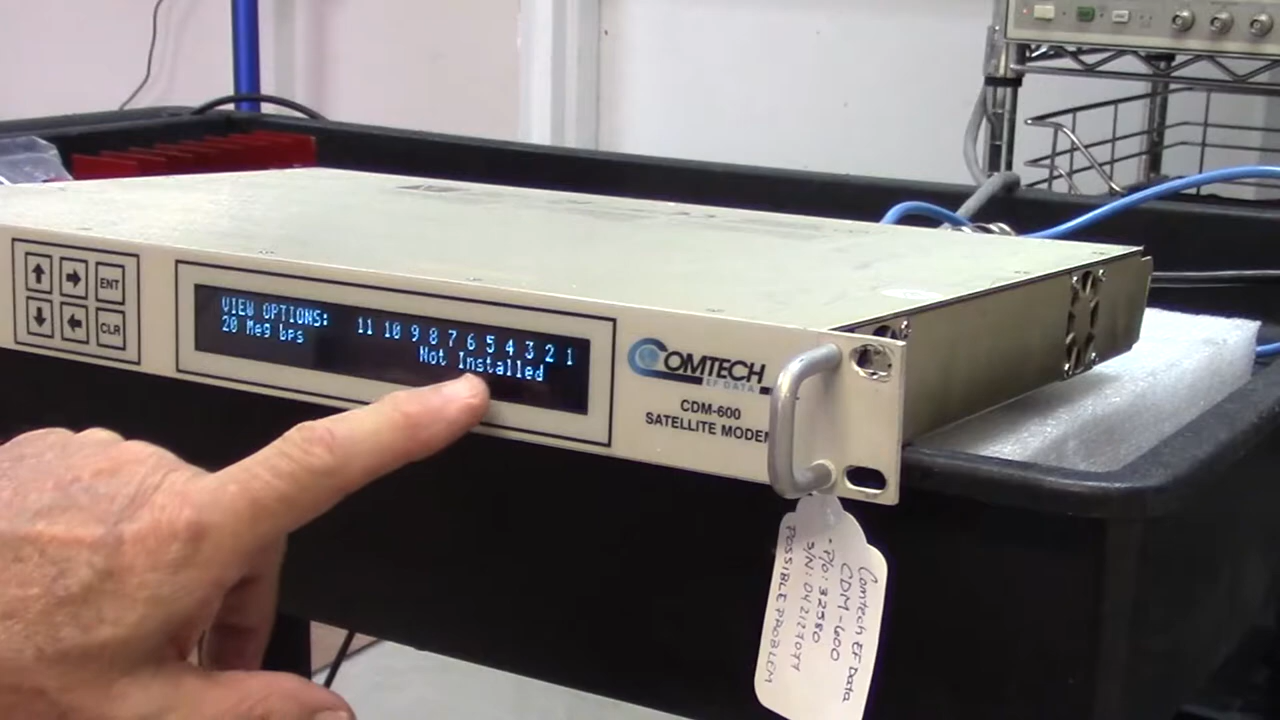 ENT
CLR
VIEW OPTIONS: 11 10 9 8 7 6 5 4 3 2 1
20 Meg bps Not Installed
COMTECH
EF DATA
CDM-600
SATELLITE MODEM
Comtech EF Data
CDM-600
- P/O: 32580
S/N: 042127077
POSSIBLE PROBLEM